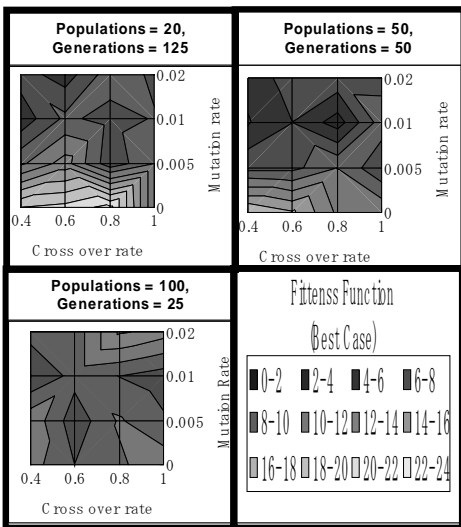 Populations = 20,
Generations = 125
0.02
0.01
0.005
0
0.4 0.6 0.8 1
Mutation rate
Cross over rate
Populations = 50,
Generations = 50
0.02
0.01
0.005
0
0.4 0.6 0.8 1
Mutation rate
Cross over rate
Populations = 100,
Generations = 25
0.02
0.01
0.005
0
0.4 0.6 0.8 1
Mutaion Rate
Cross over rate
Fittenss Function
(Best Case)
0-2 2-4 4-6 6-8
8-10 10-12 12-14 14-16
16-18 18-20 20-22 22-24